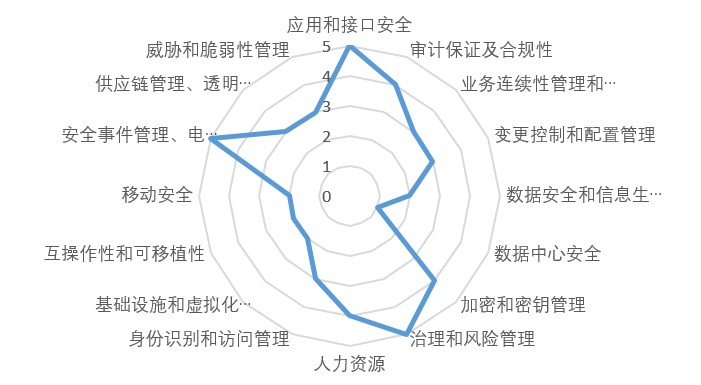 应用和接口安全
审计保证及合规性
业务连续性管理和…
变更控制和配置管理
数据安全和信息生…
数据中心安全
加密和密钥管理
治理和风险管理
人力资源
身份识别和访问管理
基础设施和虚拟化…
互操作性和可移植性
移动安全
安全事件管理、电…
供应链管理、透明…
威胁和脆弱性管理
5
4
3
2
1
0